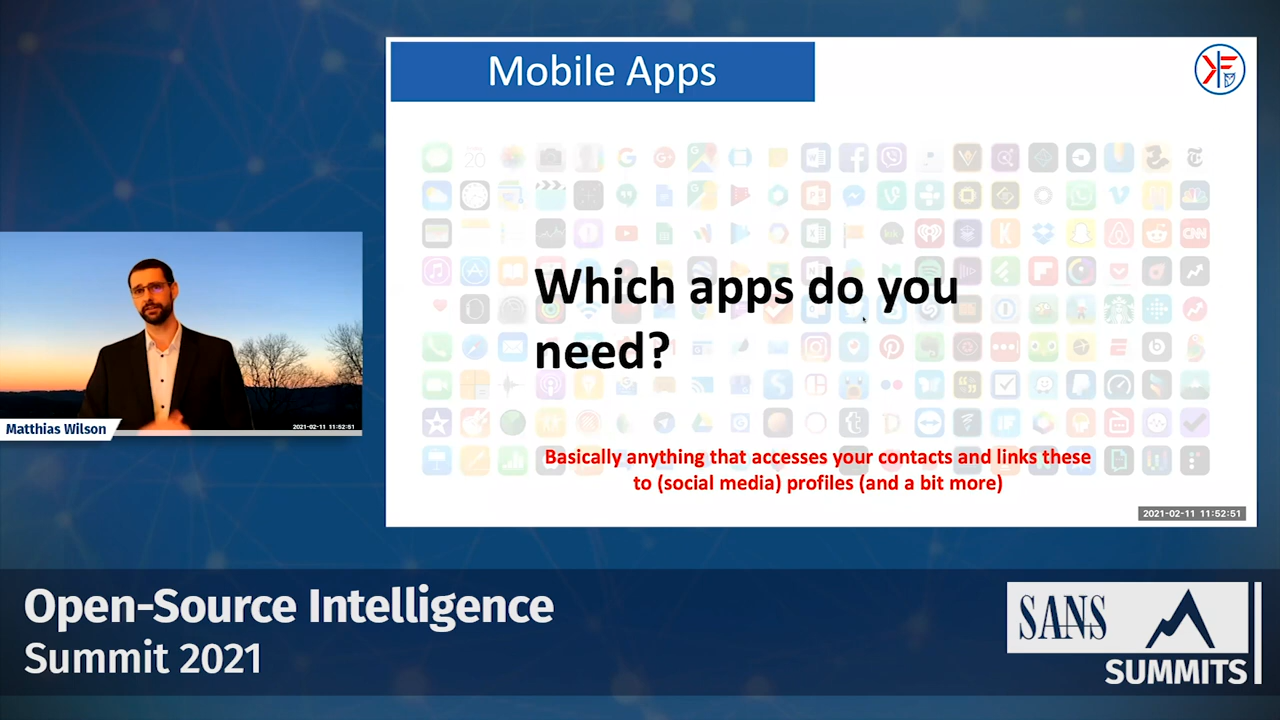 Mobile Apps
Which apps do you
need?
Basically anything that accesses your contacts and links these
to (social media) profiles (and a bit more)
2021-02-11 11:52:51
Matthias Wilson
2021-02-11 11:52:51
Open-Source Intelligence
Summit 2021
SANS
SUMMITS